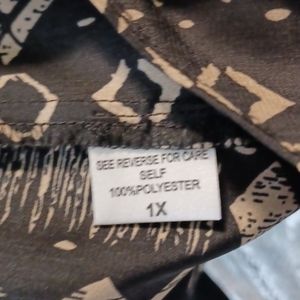 SEE REVERSE FOR CARE
SELF
100%POLYESTER
1X